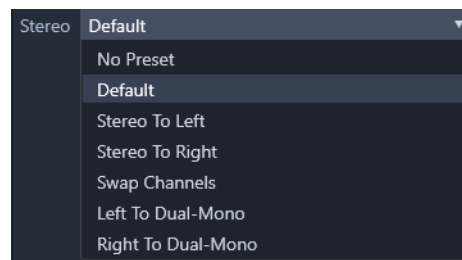 Stereo Default
No Preset
Default
Stereo To Left
Stereo To Right
Swap Channels
Left To Dual-Mono
Right To Dual-Mono